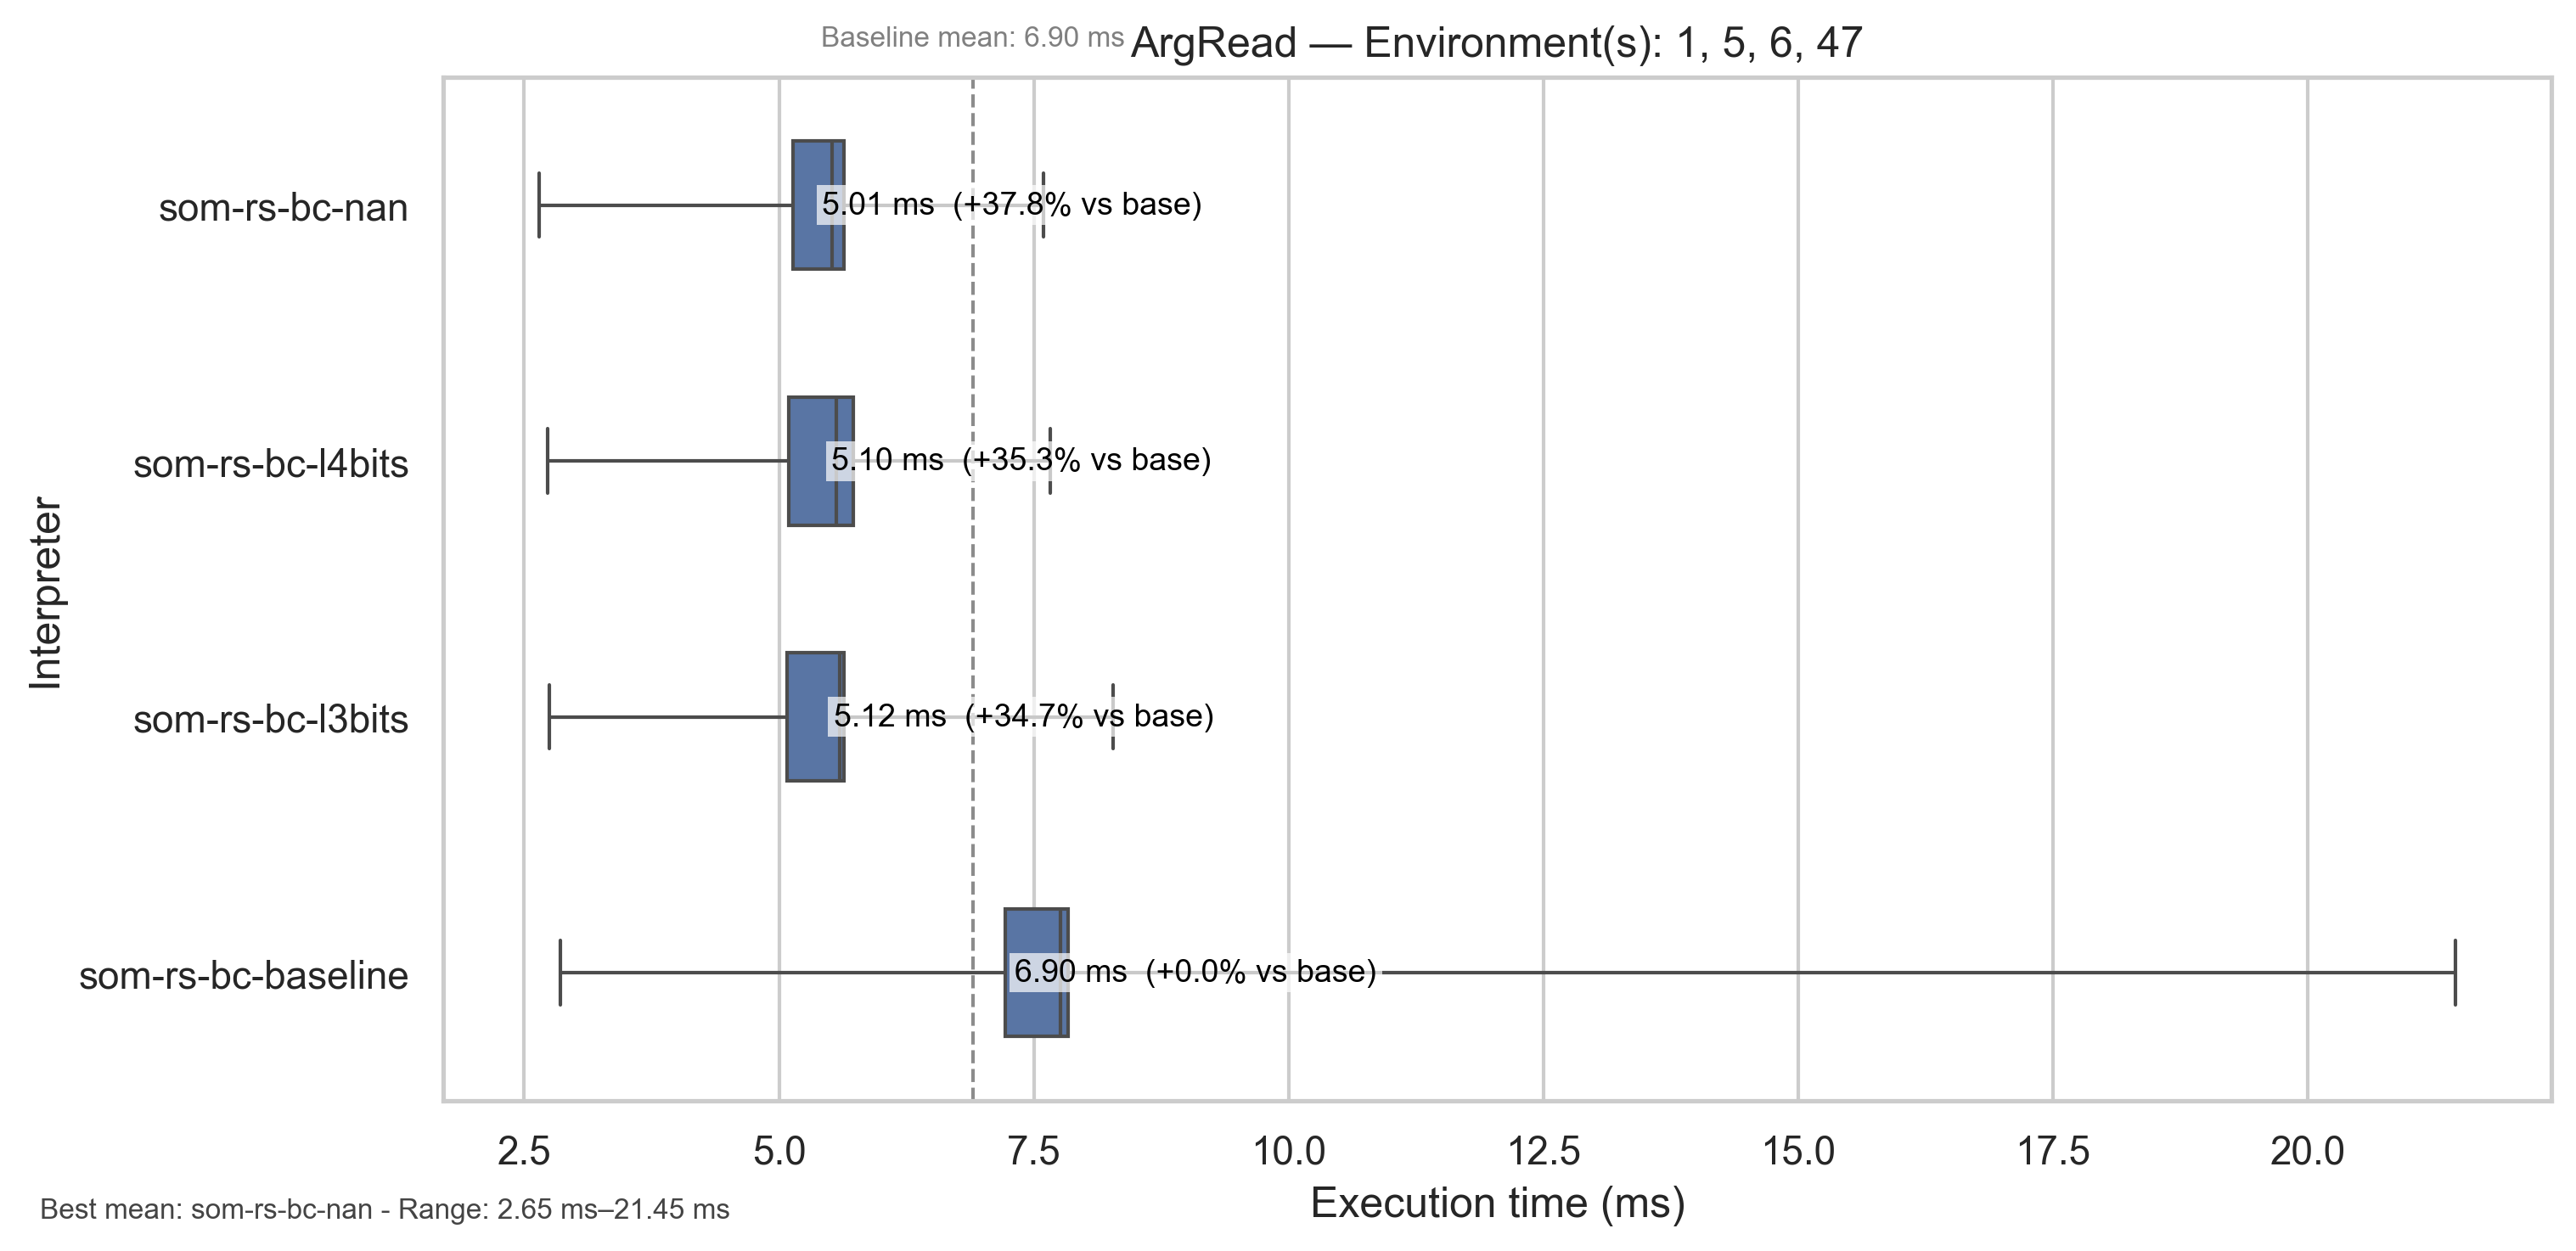 Baseline mean: 6.90 ms
ArgRead — Environment(s): 1, 5, 6, 47
Interpreter
som-rs-bc-nan
5.01 ms (+37.8% vs base)
som-rs-bc-l4bits
5.10 ms (+35.3% vs base)
som-rs-bc-l3bits
5.12 ms (+34.7% vs base)
som-rs-bc-baseline
6.90 ms (+0.0% vs base)
2.5 5.0 7.5 10.0 12.5 15.0 17.5 20.0
Execution time (ms)
Best mean: som-rs-bc-nan - Range: 2.65 ms–21.45 ms